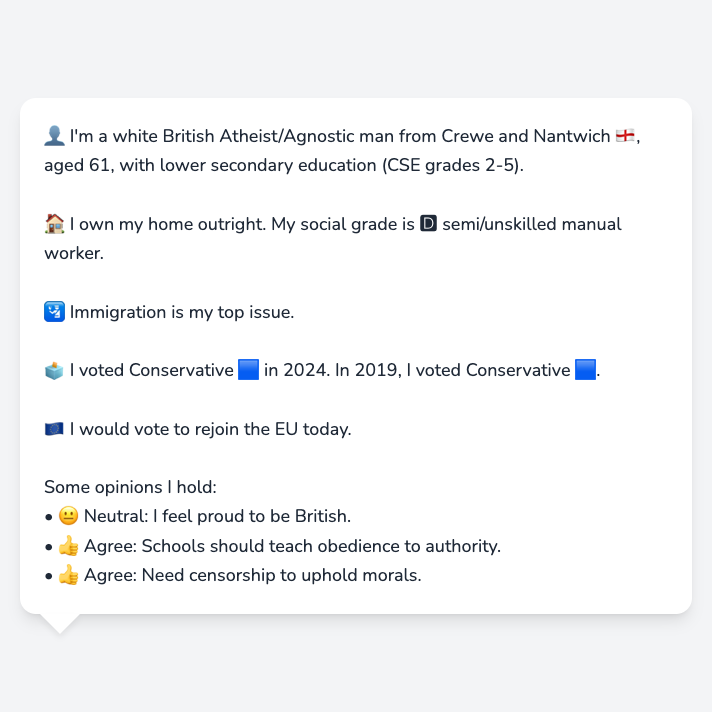 👤 I'm a white British Atheist/Agnostic man from Crewe and Nantwich 🏴󠁧󠁢󠁥󠁮󠁧󠁿,
aged 61, with lower secondary education (CSE grades 2-5).
🏠 I own my home outright. My social grade is 🅳 semi/unskilled manual
worker.
🛂 Immigration is my top issue.
🗳️ I voted Conservative 🟦 in 2024. In 2019, I voted Conservative 🟦.
🇪🇺 I would vote to rejoin the EU today.
Some opinions I hold:
• 😐 Neutral: I feel proud to be British.
• 👍 Agree: Schools should teach obedience to authority.
• 👍 Agree: Need censorship to uphold morals.